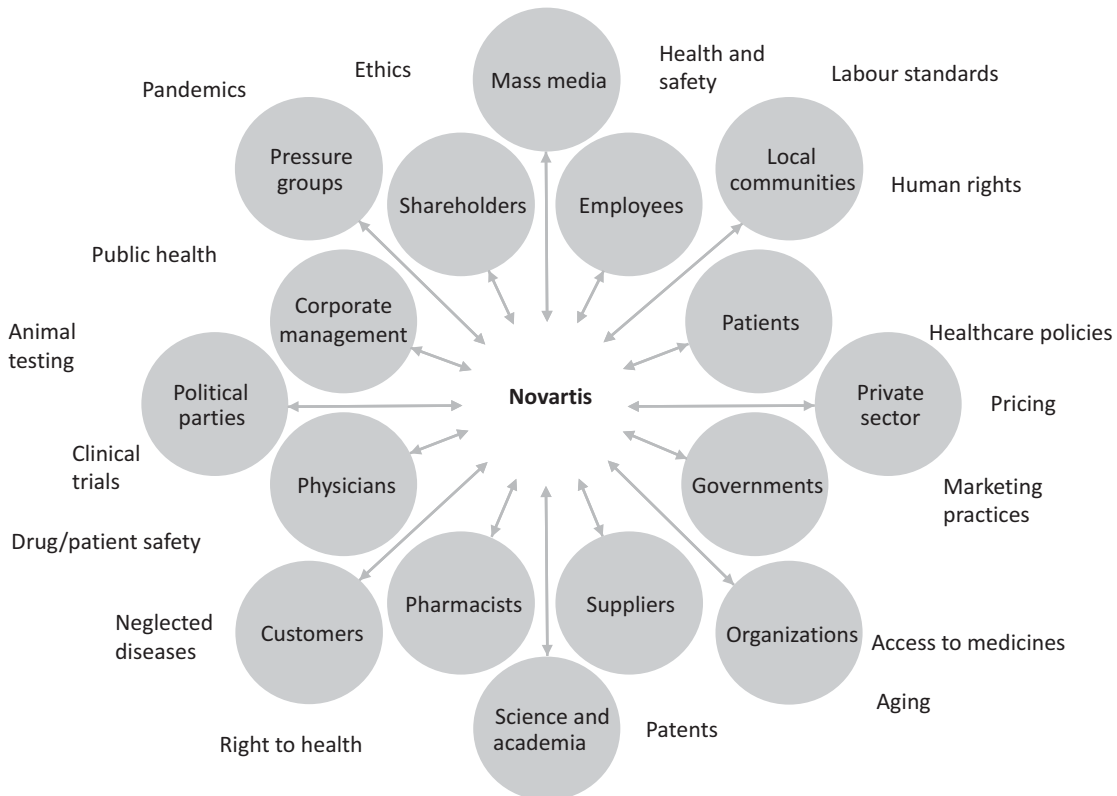 Ethics
Mass media
Health and
safety
Labour standards
Pandemics
Pressure
groups
Shareholders
Employees
Local
communities
Human rights
Public health
Corporate
management
Patients
Animal
testing
Healthcare policies
Political
parties
Novartis
Private
sector
Pricing
Clinical
trials
Physicians
Governments
Marketing
practices
Drug/patient safety
Neglected
diseases
Customers
Pharmacists
Suppliers
Organizations
Access to medicines
Aging
Right to health
Science and
academia
Patents